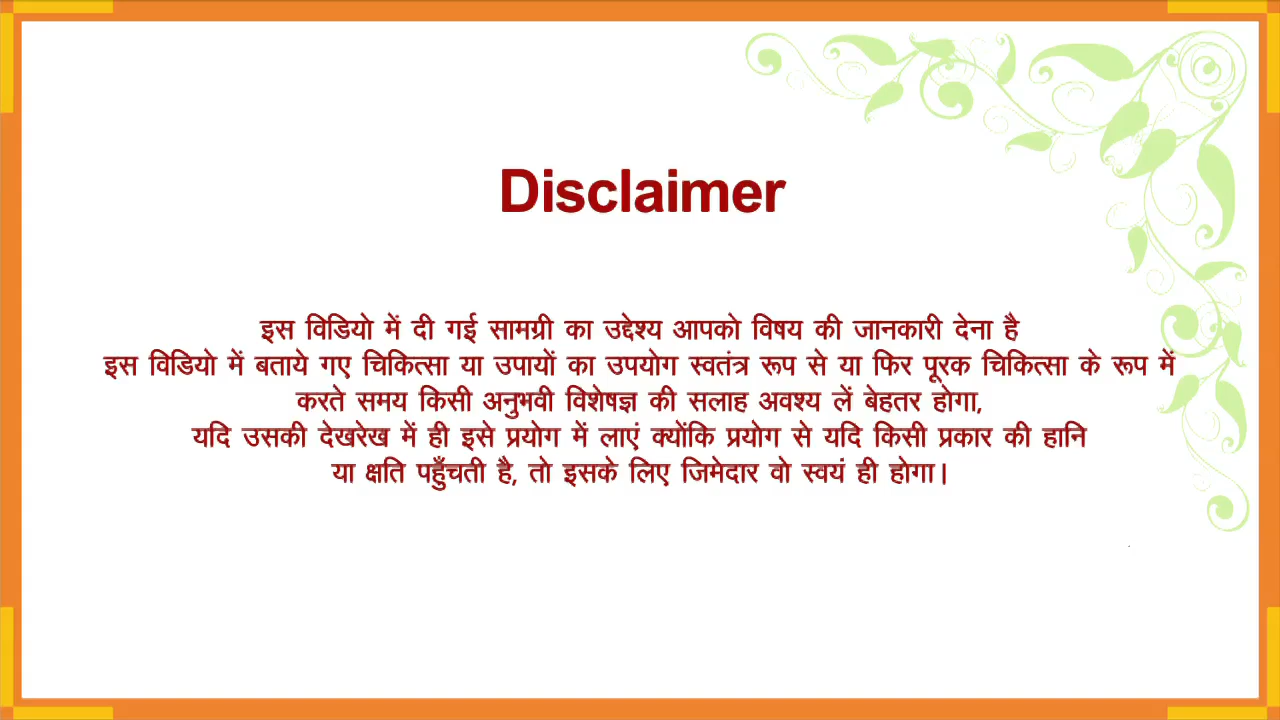 Disclaimer
इस विडियो में दी गई सामग्री का उद्देश्य आपको विषय की जानकारी देना है
इस विडियो में बताये गए चिकित्सा या उपायों का उपयोग स्वतंत्र रूप से या फिर पूरक चिकित्सा के रूप में
करते समय किसी अनुभवी विशेषज्ञ की सलाह अवश्य लें बेहतर होगा,
यदि उसकी देखरेख में ही इसे प्रयोग में लाएं क्योंकि प्रयोग से यदि किसी प्रकार की हानि
या क्षति पहुँचती है, तो इसके लिए जिमेदार वो स्वयं ही होगा।